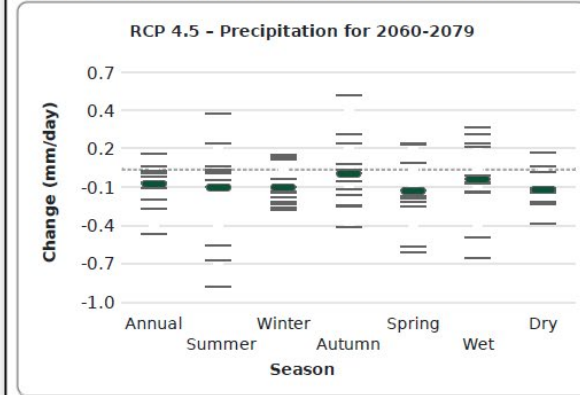 RCP 4.5 – Precipitation for 2060-2079
Change (mm/day)
0.7
0.4
0.2
-0.1
-0.4
-0.7
-1.0
Annual Winter Spring Dry
Summer Autumn Wet
Season